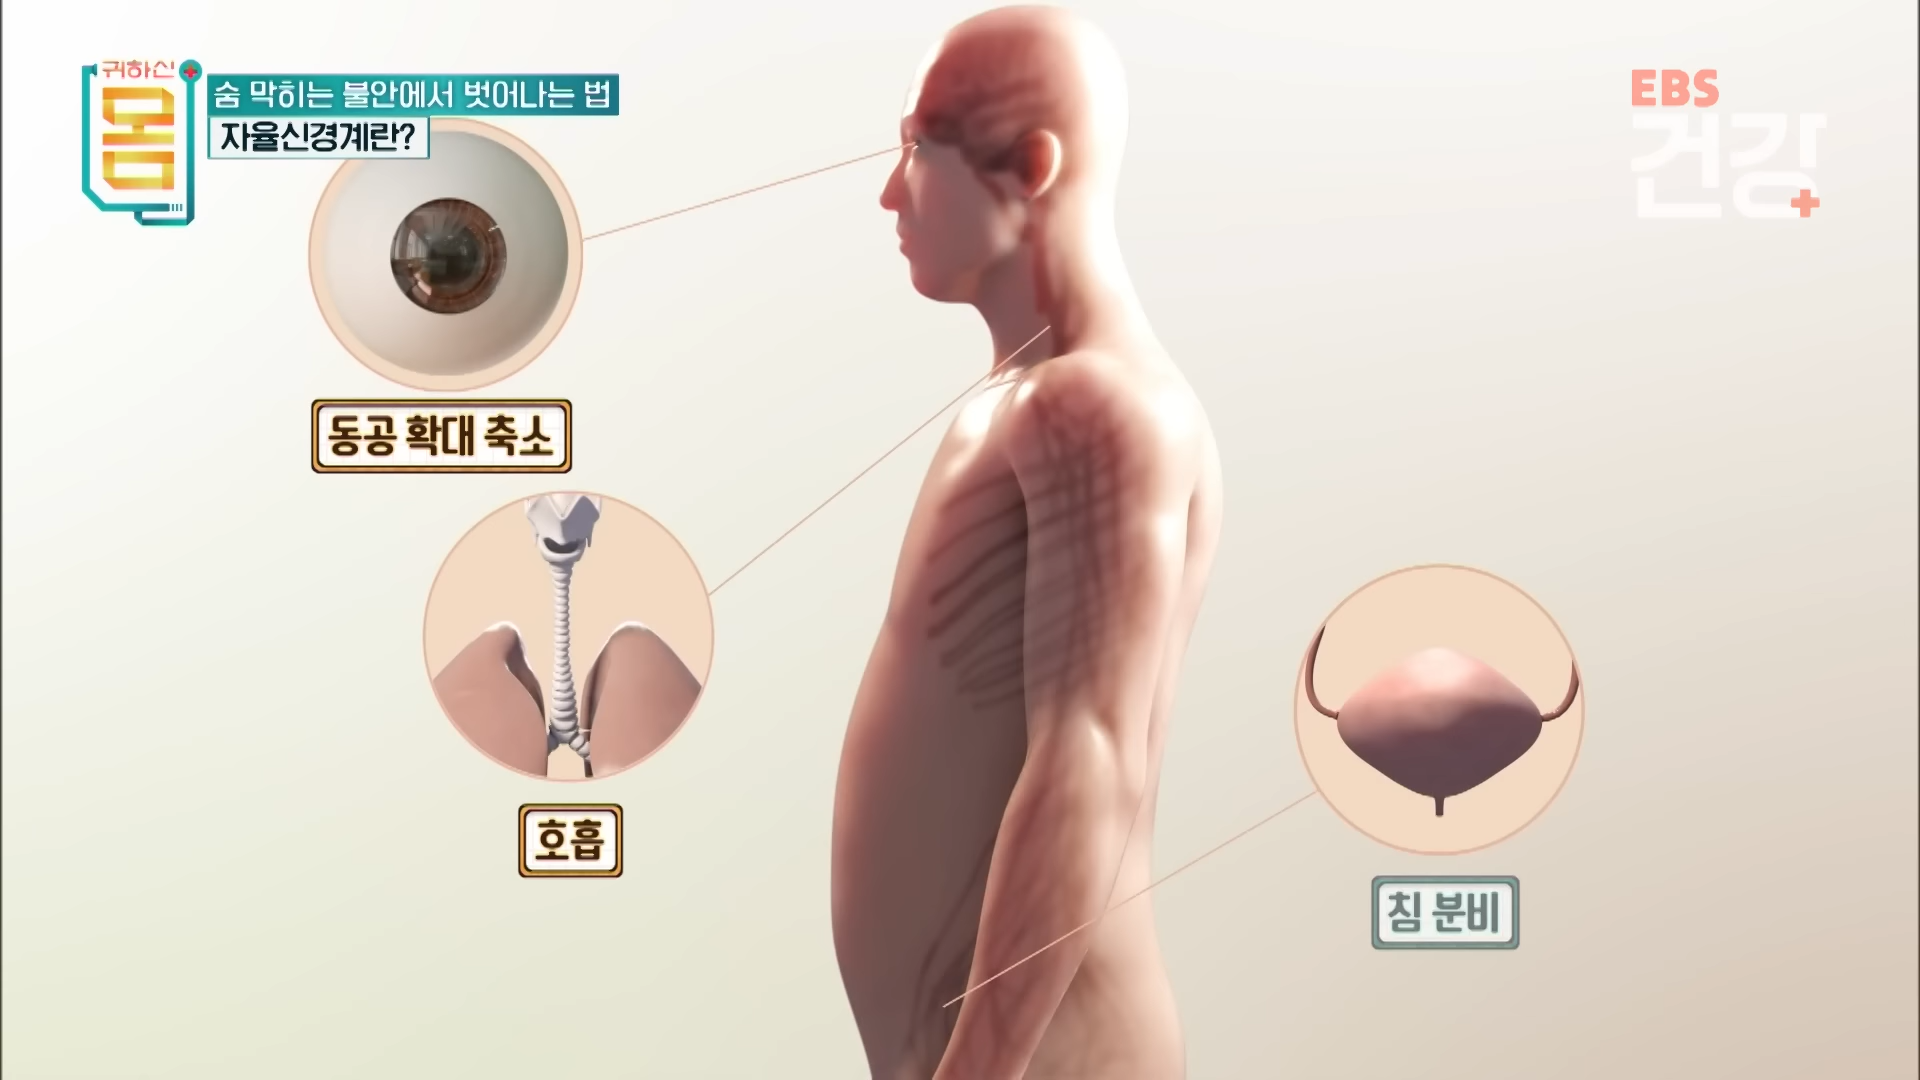 귀하신
몸
숨 막히는 불안에서 벗어나는 법
자율신경계란?
EBS
건강
동공 확대 축소
호흡
침 분비